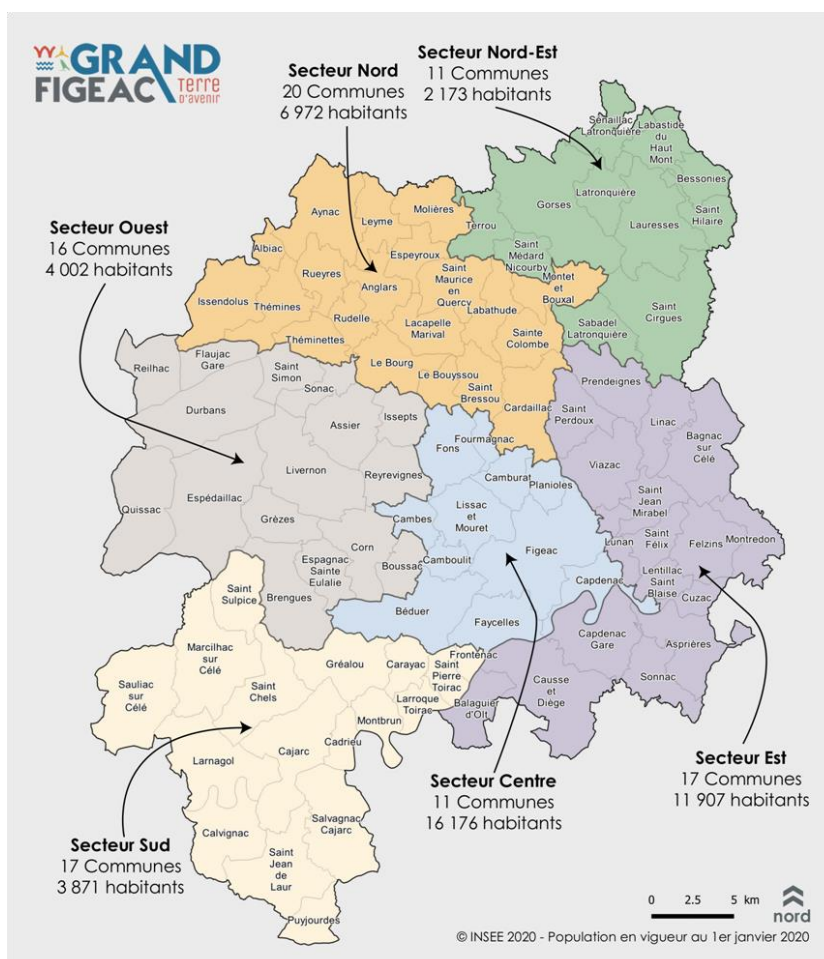 GRAND
FIGEAC
Terre
d'avenir
Secteur Nord
20 Communes
6 972 habitants
Secteur Nord-Est
11 Communes
2 173 habitants
Secteur Ouest
16 Communes
4 002 habitants
Sénaillac
Latronquière
Labastide
du
Haut
Mont
Bessonies
Latronquière
Gorses
Saint
Hilaire
Lauresses
Terrou
Saint
Médard
Nicourby
Saint
Cirgues
Sabadel
Latronquière
Aynac
Leyme
Molières
Albiac
Espeyroux
Rueyres
Anglars
Saint
Maurice
en
Quercy
Montet
et
Bouxal
Issendolus
Thémines
Labathude
Rudelle
Lacapelle
Marival
Sainte
Colombe
Théminettes
Le Bourg
Le Bouyssou
Saint
Bressou
Cardaillac
Reilhac
Flaujac
Gare
Saint
Simon
Sonac
Durbans
Assier
Issepts
Livernon
Reyrevignes
Espédaillac
Quissac
Grèzes
Corn
Espagnac
Sainte
Eulalie
Boussac
Brengues
Fourmagnac
Fons
Camburat
Planioles
Lissac
et
Mouret
Cambes
Figeac
Camboulit
Capdenac
Béduer
Faycelles
Prendeignes
Saint
Perdoux
Linac
Bagnac
sur
Célé
Viazac
Saint
Jean
Mirabel
Saint
Félix
Lunan
Felzins
Montredon
Lentillac
Saint
Blaise
Cuzac
Capdenac
Gare
Asprières
Sonnac
Causse
et
Diège
Frontenac
Balaguier
d'Olt
Saint
Sulpice
Marcilhac
sur
Célé
Gréalou
Carayac
Saint
Pierre
Toirac
Sauliac
sur
Célé
Saint
Chels
Larroque
Toirac
Montbrun
Cadrieu
Cajarc
Larnagol
Calvignac
Salvagnac
Cajarc
Saint
Jean
de
Laur
Puyjourdes
Secteur Est
17 Communes
11 907 habitants
Secteur Centre
11 Communes
16 176 habitants
Secteur Sud
17 Communes
3 871 habitants
0 2.5 5 km
nord
© INSEE 2020 - Population en vigueur au 1er janvier 2020